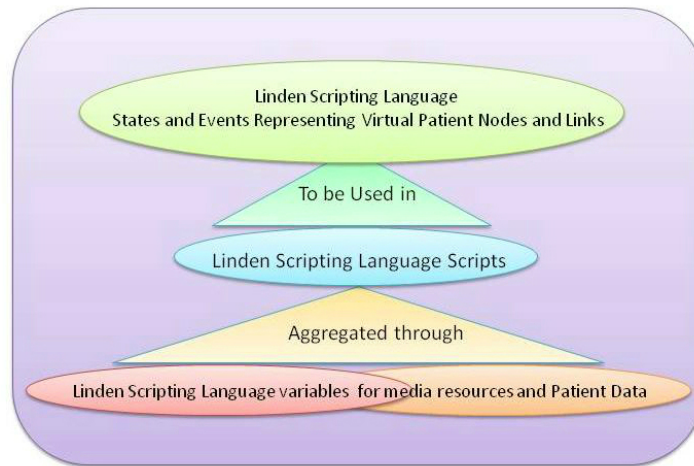 Linden Scripting Language
States and Events Representing Virtual Patient Nodes and Links
To be Used in
Linden Scripting Language Scripts
Aggregated through
Linden Scripting Language variables for media resources and Patient Data